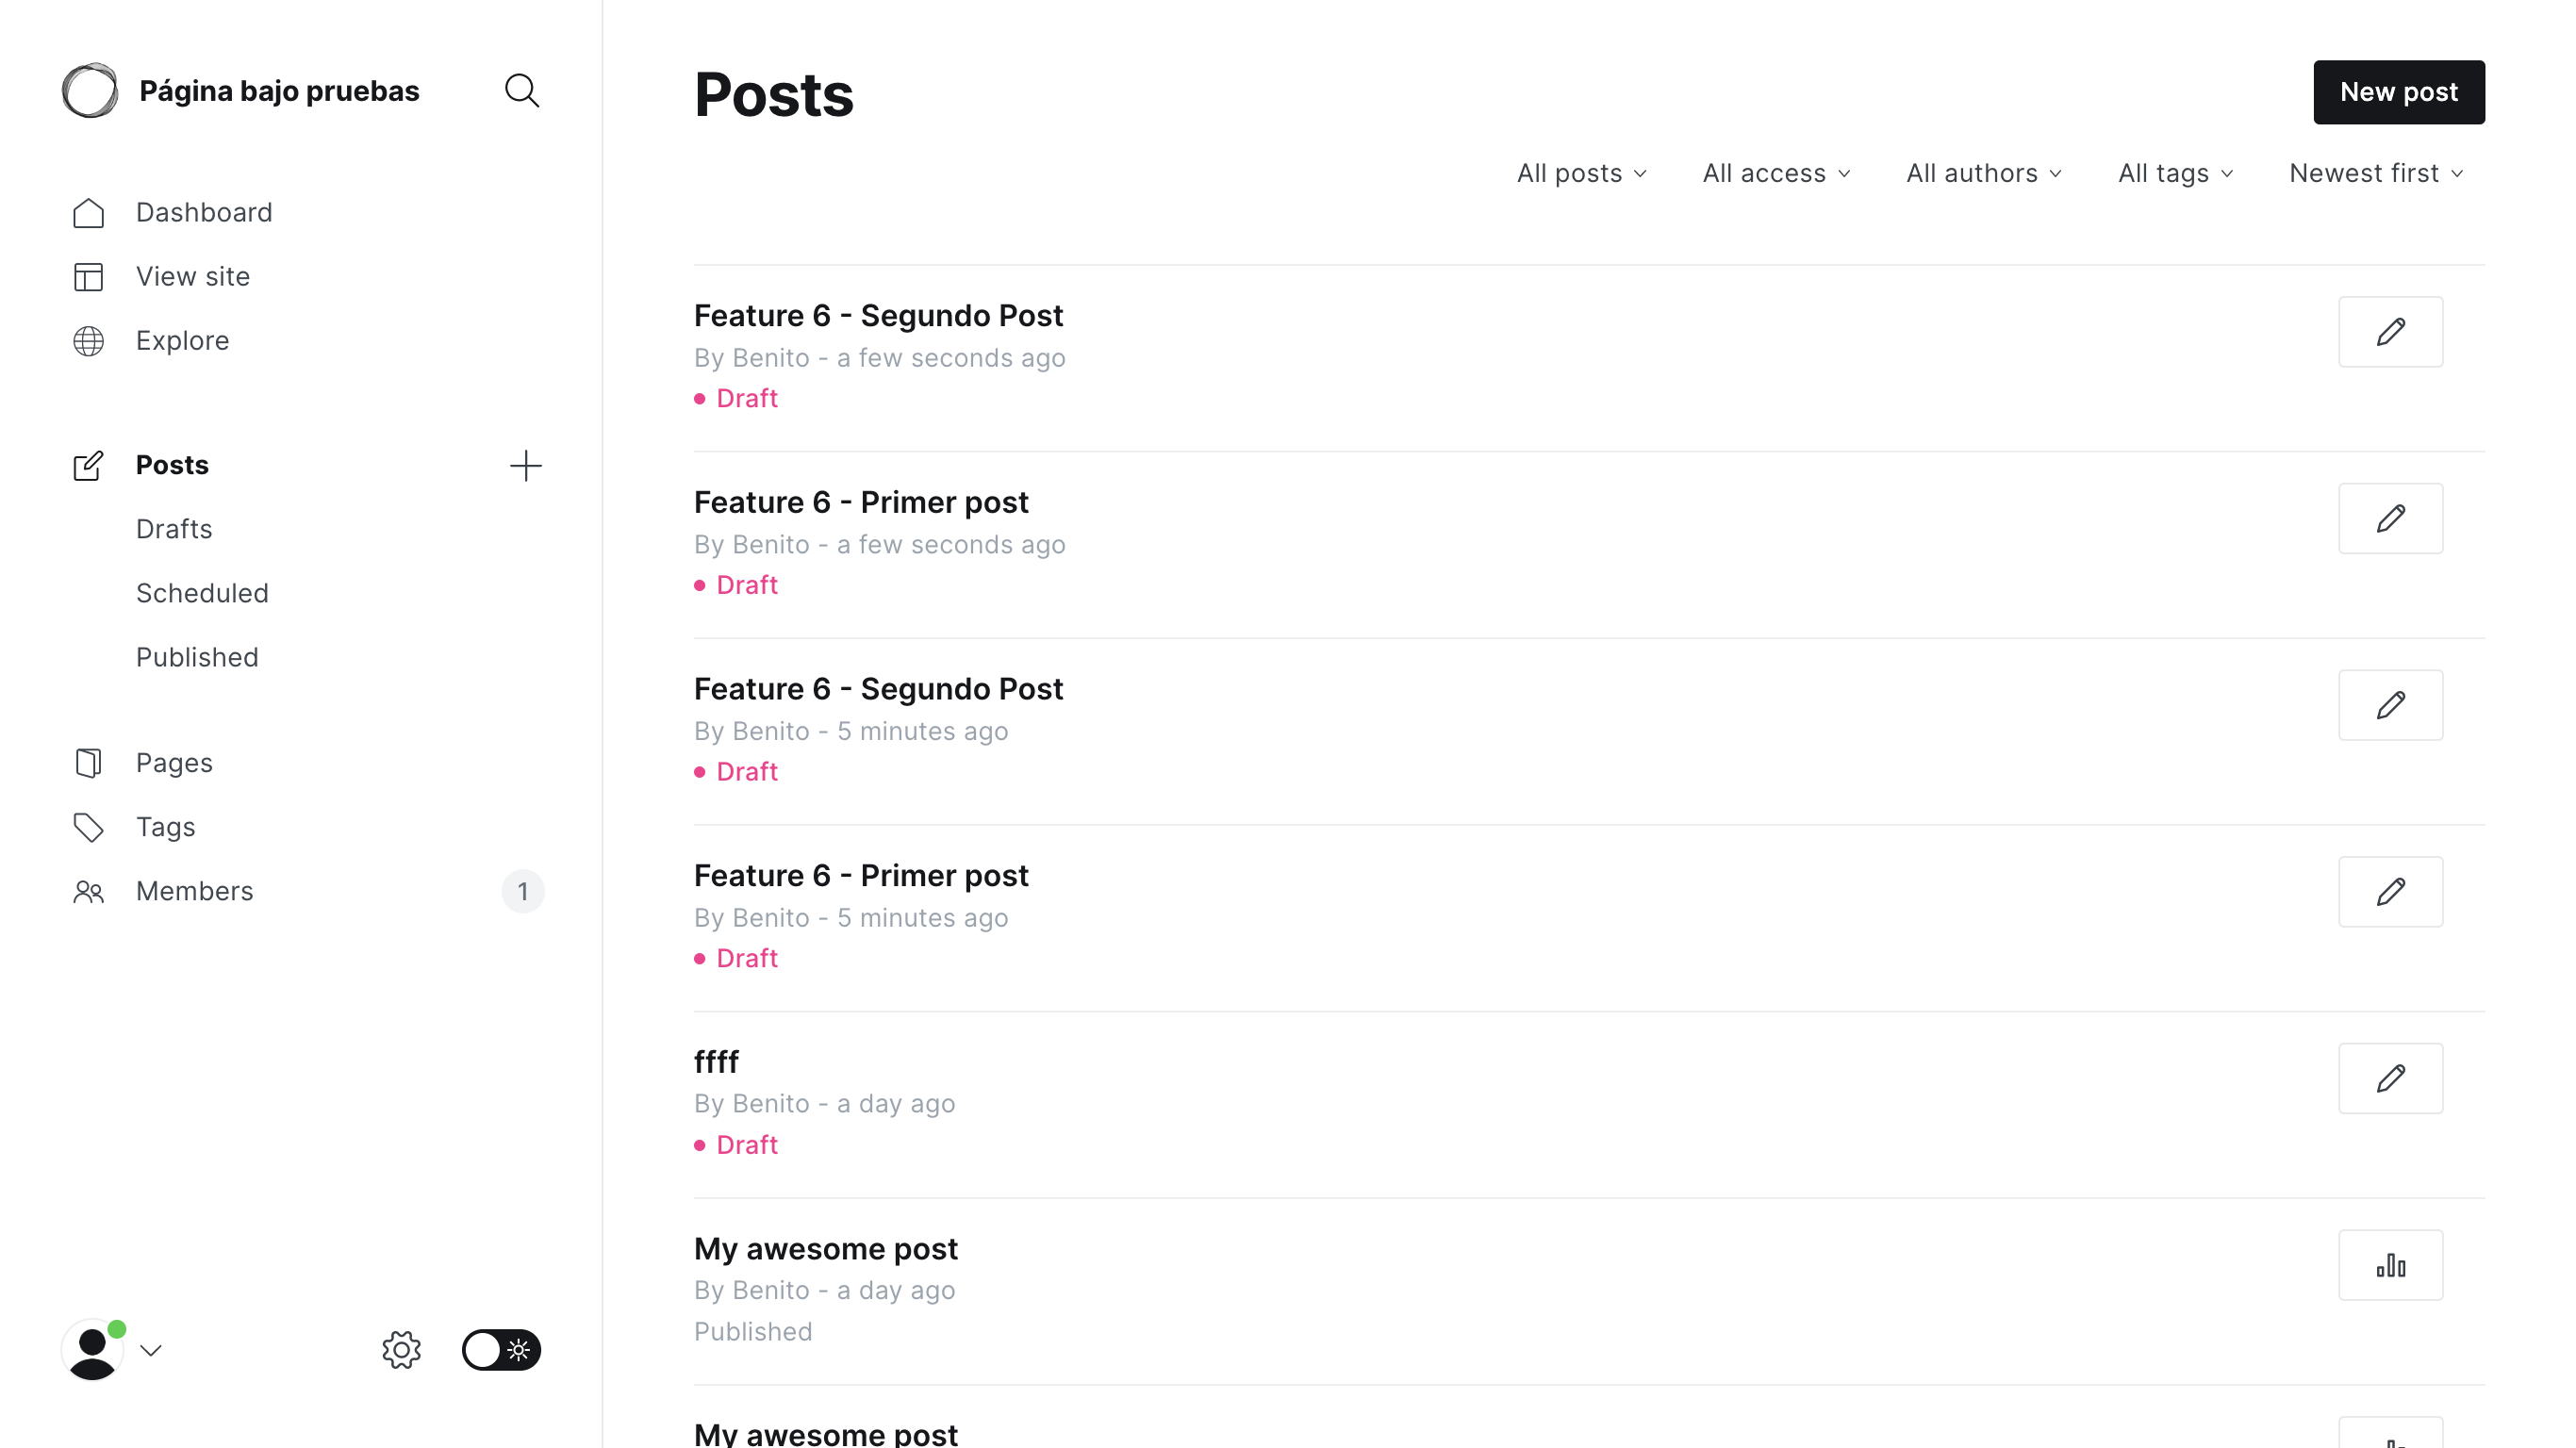 Página bajo pruebas
Dashboard
View site
Explore
Posts
Drafts
Scheduled
Published
Pages
Tags
Members 1
Posts
New post
All posts All access All authors All tags Newest first
Feature 6 - Segundo Post
By Benito - a few seconds ago
Draft
Feature 6 - Primer post
By Benito - a few seconds ago
Draft
Feature 6 - Segundo Post
By Benito - 5 minutes ago
Draft
Feature 6 - Primer post
By Benito - 5 minutes ago
Draft
ffff
By Benito - a day ago
Draft
My awesome post
By Benito - a day ago
Published
My awesome post